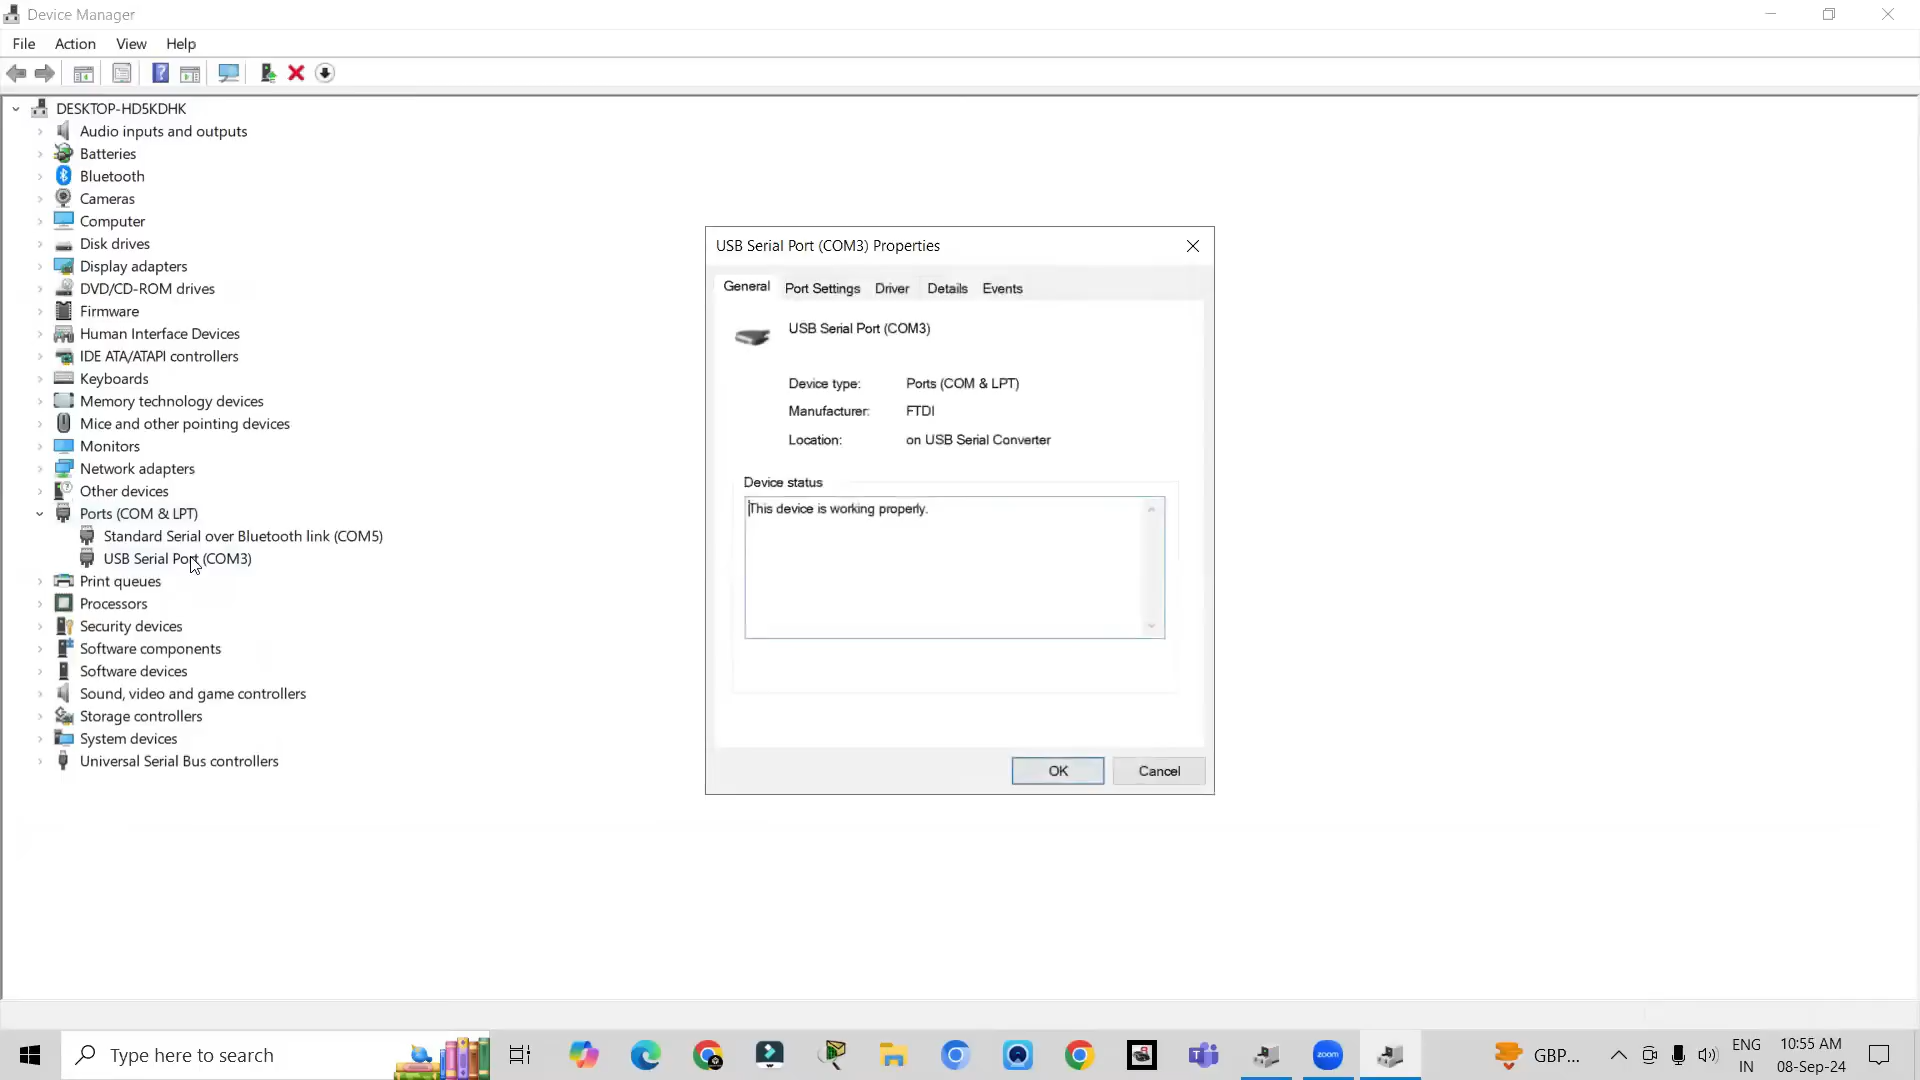 Device Manager
File Action View Help
DESKTOP-HD5KDHK
Audio inputs and outputs
Batteries
Bluetooth
Cameras
Computer
Disk drives
Display adapters
DVD/CD-ROM drives
Firmware
Human Interface Devices
IDE ATA/ATAPI controllers
Keyboards
Memory technology devices
Mice and other pointing devices
Monitors
Network adapters
Other devices
Ports (COM & LPT)
Standard Serial over Bluetooth link (COM5)
USB Serial Port (COM3)
Print queues
Processors
Security devices
Software components
Software devices
Sound, video and game controllers
Storage controllers
System devices
Universal Serial Bus controllers
USB Serial Port (COM3) Properties
General Port Settings Driver Details Events
USB Serial Port (COM3)
Device type: Ports (COM & LPT)
Manufacturer: FTDI
Location: on USB Serial Converter
Device status
This device is working properly.
OK Cancel
Type here to search
zoom
GBP...
ENG
IN
10:55 AM
08-Sep-24